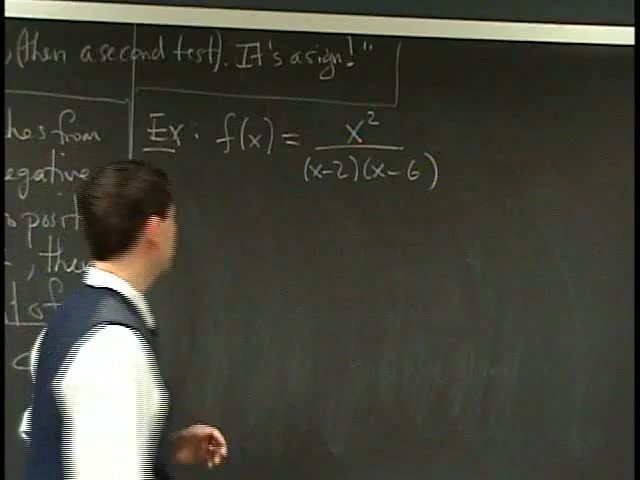 (then a second test). It's a sign!"
hes from
egative
posit
, the
of
Ex. f(x) = x² / (x-2)(x-6)